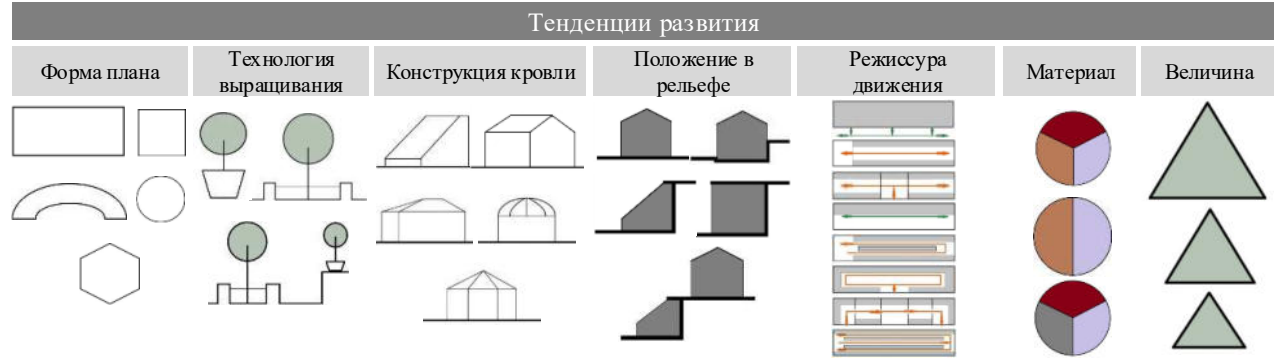 Тенденции развития
Форма плана
Технология
выращивания
Конструкция кровли
Положение в
рельефе
Режиссура
движения
Материал
Величина